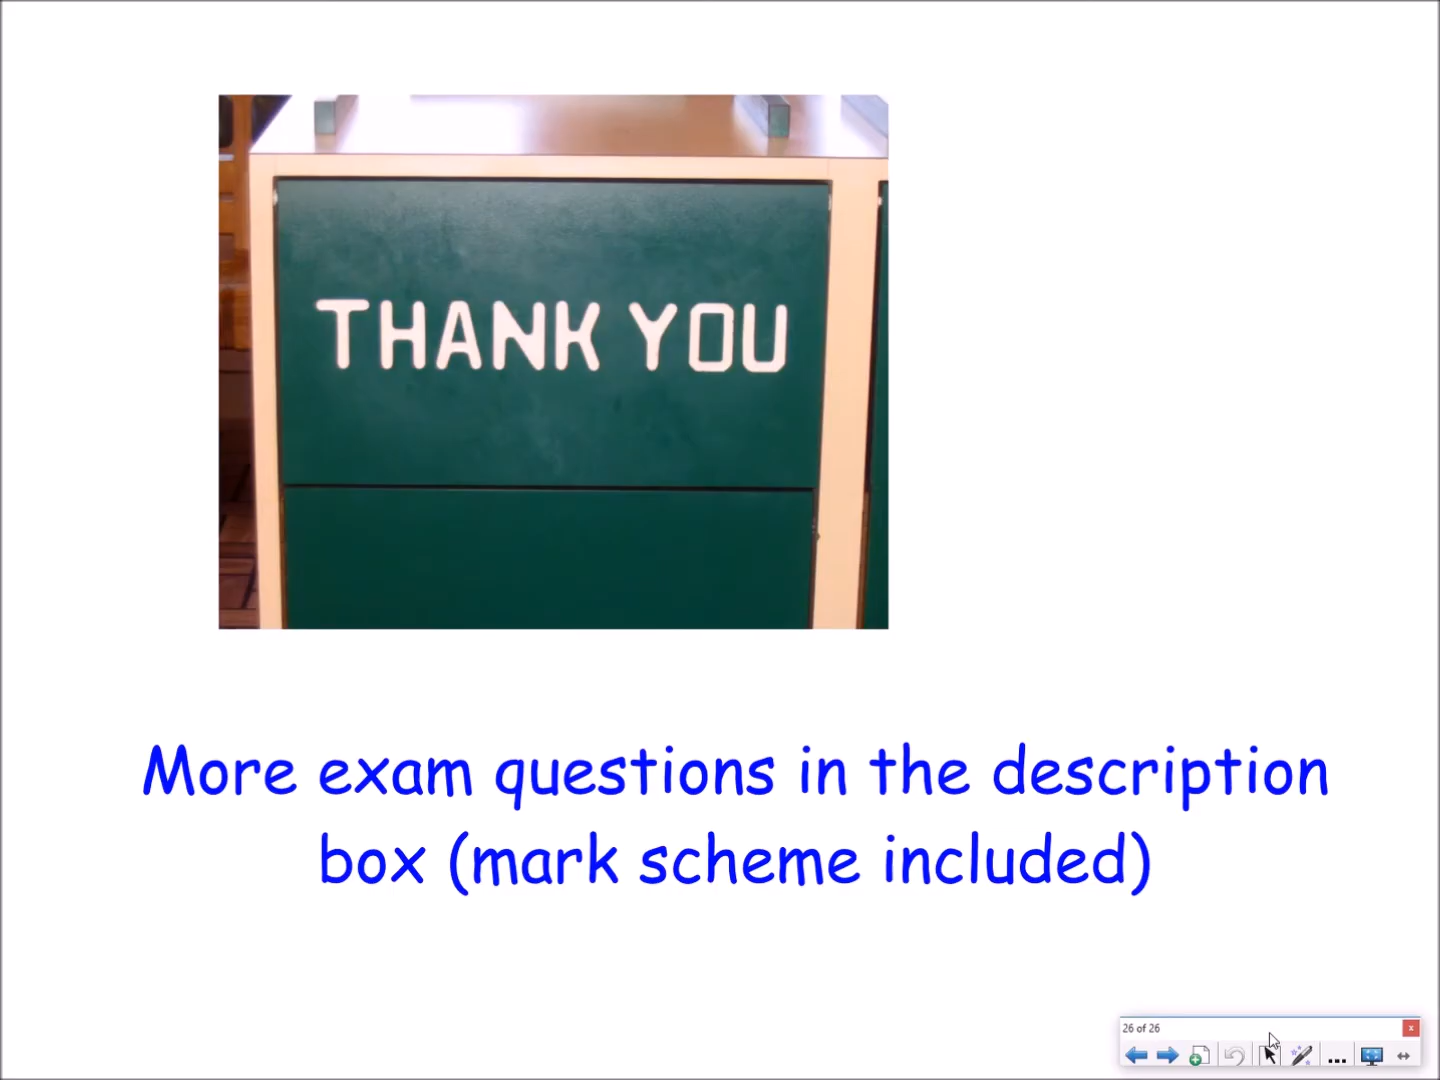 THANK YOU
More exam questions in the description
box (mark scheme included)
26 of 26